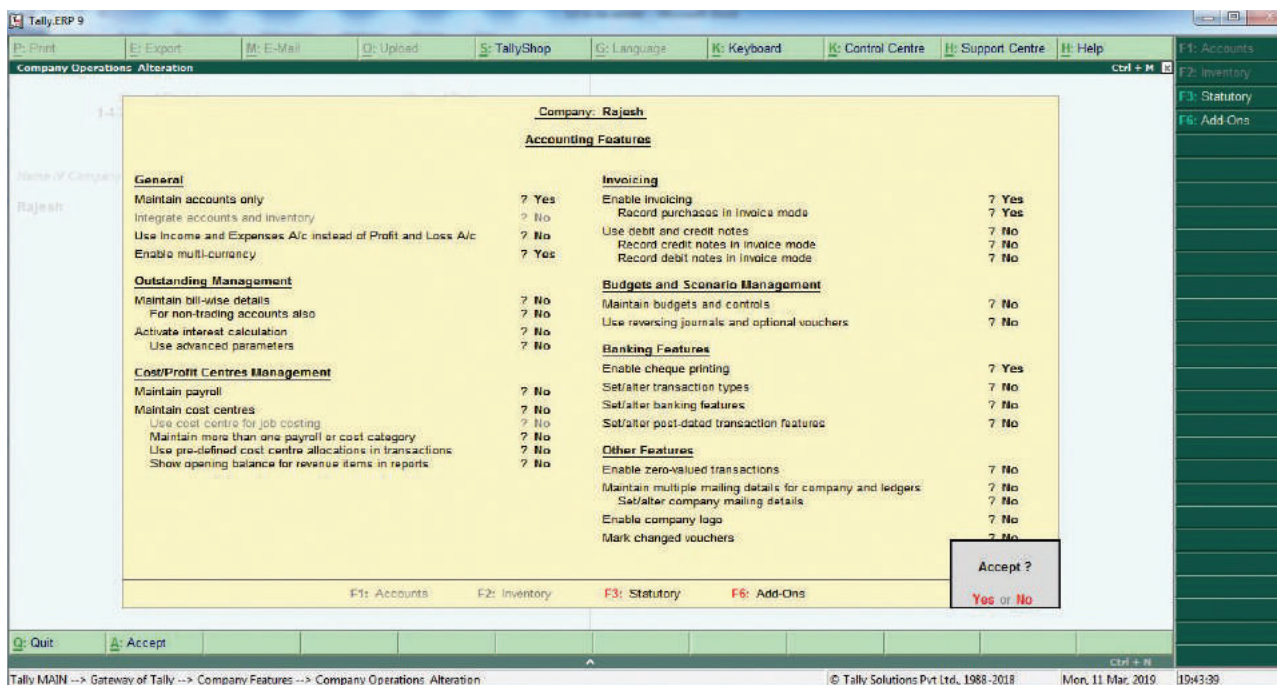 Tally.ERP 9
P: Print E: Export M: E-Mail O: Upload S: TallyShop G: Language K: Keyboard K: Control Centre H: Support Centre H: Help F1: Accounts
Company Operations Alteration Ctrl + M
F2: Inventory
F3: Statutory
F6: Add-Ons
Company: Rajesh
Accounting Features
Name of Company
Rajesh
General
Maintain accounts only ? Yes
Integrate accounts and inventory ? No
Use Income and Expenses A/c instead of Profit and Loss A/c ? No
Enable multi-currency ? Yes
Outstanding Management
Maintain bill-wise details ? No
For non-trading accounts also ? No
Activate interest calculation ? No
Use advanced parameters ? No
Cost/Profit Centres Management
Maintain payroll ? No
Maintain cost centres ? No
Use cost centre for job costing ? No
Maintain more than one payroll or cost category ? No
Use pre-defined cost centre allocations in transactions ? No
Show opening balance for revenue items in reports ? No
Invoicing
Enable invoicing ? Yes
Record purchases in invoice mode ? Yes
Use debit and credit notes ? No
Record credit notes in invoice mode ? No
Record debit notes in invoice mode ? No
Budgets and Scenario Management
Maintain budgets and controls ? No
Use reversing journals and optional vouchers ? No
Banking Features
Enable cheque printing ? Yes
Set/alter transaction types ? No
Set/alter banking features ? No
Set/alter post-dated transaction features ? No
Other Features
Enable zero-valued transactions ? No
Maintain multiple mailing details for company and ledgers ? No
Set/alter company mailing details ? No
Enable company logo ? No
Mark changed vouchers ? No
Accept ?
Yes or No
F1: Accounts F2: Inventory F3: Statutory F6: Add-Ons
Q: Quit A: Accept
Ctrl + N
Tally MAIN --> Gateway of Tally --> Company Features --> Company Operations Alteration © Tally Solutions Pvt Ltd., 1988-2018 Mon, 11 Mar, 2019 19:43:39